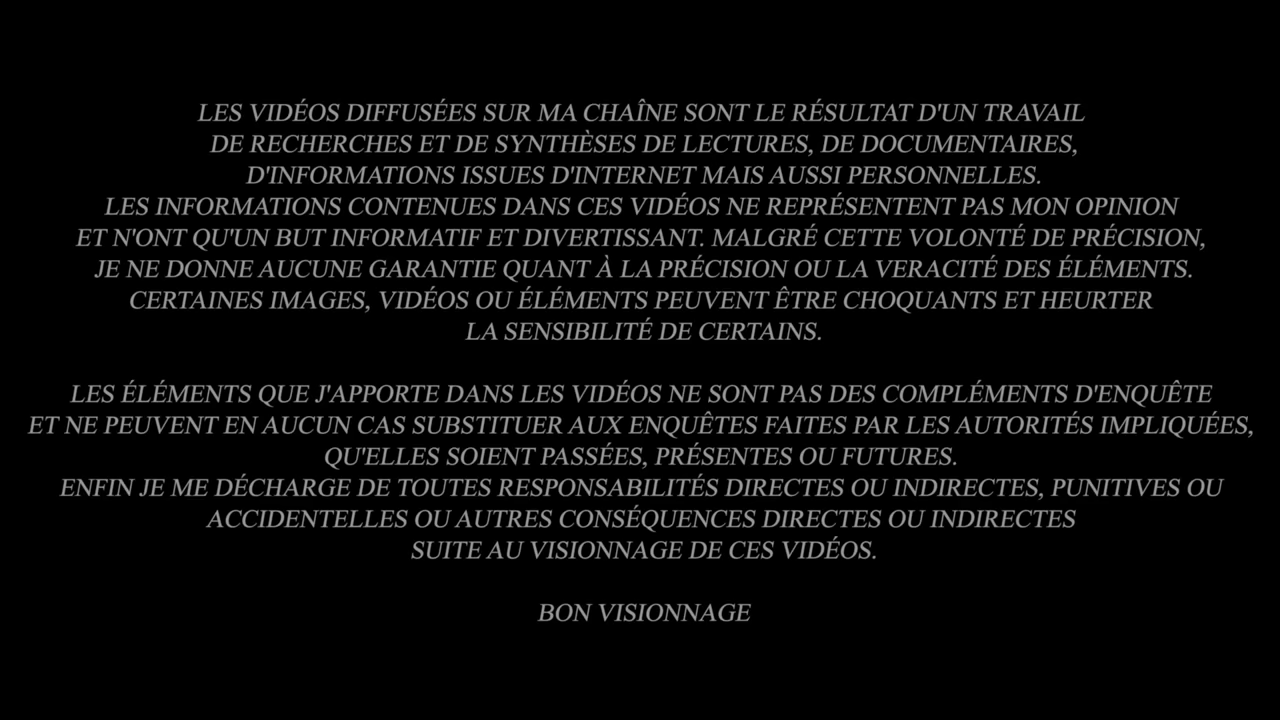 LES VIDÉOS DIFFUSÉES SUR MA CHAÎNE SONT LE RÉSULTAT D'UN TRAVAIL
DE RECHERCHES ET DE SYNTHÈSES DE LECTURES, DE DOCUMENTAIRES,
D'INFORMATIONS ISSUES D'INTERNET MAIS AUSSI PERSONNELLES.
LES INFORMATIONS CONTENUES DANS CES VIDÉOS NE REPRÉSENTENT PAS MON OPINION
ET N'ONT QU'UN BUT INFORMATIF ET DIVERTISSANT. MALGRÉ CETTE VOLONTÉ DE PRÉCISION,
JE NE DONNE AUCUNE GARANTIE QUANT À LA PRÉCISION OU LA VERACITÉ DES ÉLÉMENTS.
CERTAINES IMAGES, VIDÉOS OU ÉLÉMENTS PEUVENT ÊTRE CHOQUANTS ET HEURTER
LA SENSIBILITÉ DE CERTAINS.
LES ÉLÉMENTS QUE J'APPORTE DANS LES VIDÉOS NE SONT PAS DES COMPLÉMENTS D'ENQUÊTE
ET NE PEUVENT EN AUCUN CAS SUBSTITUER AUX ENQUÊTES FAITES PAR LES AUTORITÉS IMPLIQUÉES,
QU'ELLES SOIENT PASSÉES, PRÉSENTES OU FUTURES.
ENFIN JE ME DÉCHARGE DE TOUTES RESPONSABILITÉS DIRECTES OU INDIRECTES, PUNITIVES OU
ACCIDENTELLES OU AUTRES CONSÉQUENCES DIRECTES OU INDIRECTES
SUITE AU VISIONNAGE DE CES VIDÉOS.
BON VISIONNAGE